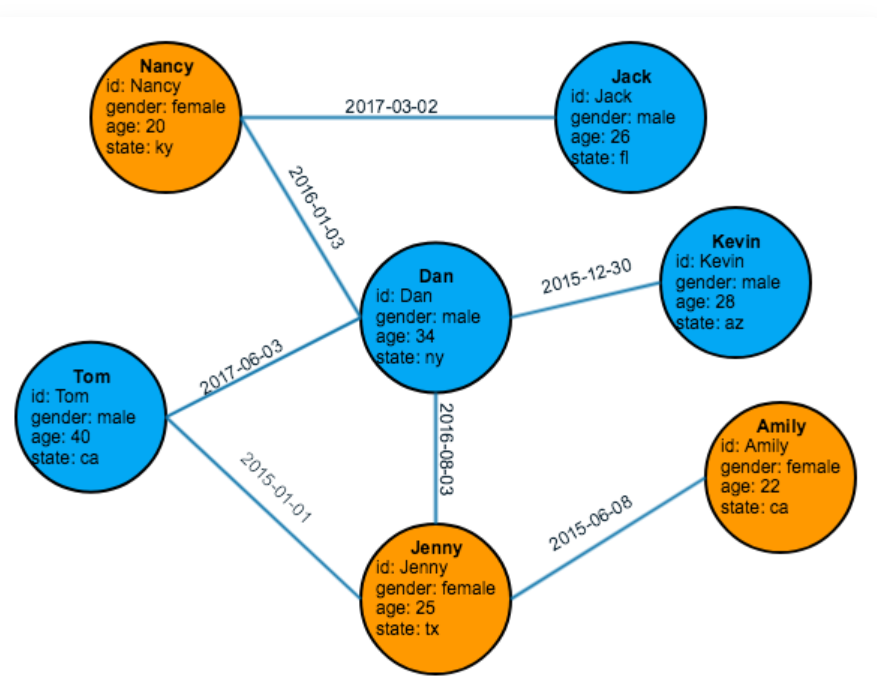 Nancy
id: Nancy
gender: female
age: 20
state: ky
2017-03-02
Jack
id: Jack
gender: male
age: 26
state: fl
2016-01-03
Dan
id: Dan
gender: male
age: 34
state: ny
2015-12-30
Kevin
id: Kevin
gender: male
age: 28
state: az
Tom
id: Tom
gender: male
age: 40
state: ca
2017-06-03
2015-01-01
2016-08-03
Jenny
id: Jenny
gender: female
age: 25
state: tx
2015-06-08
Amily
id: Amily
gender: female
age: 22
state: ca